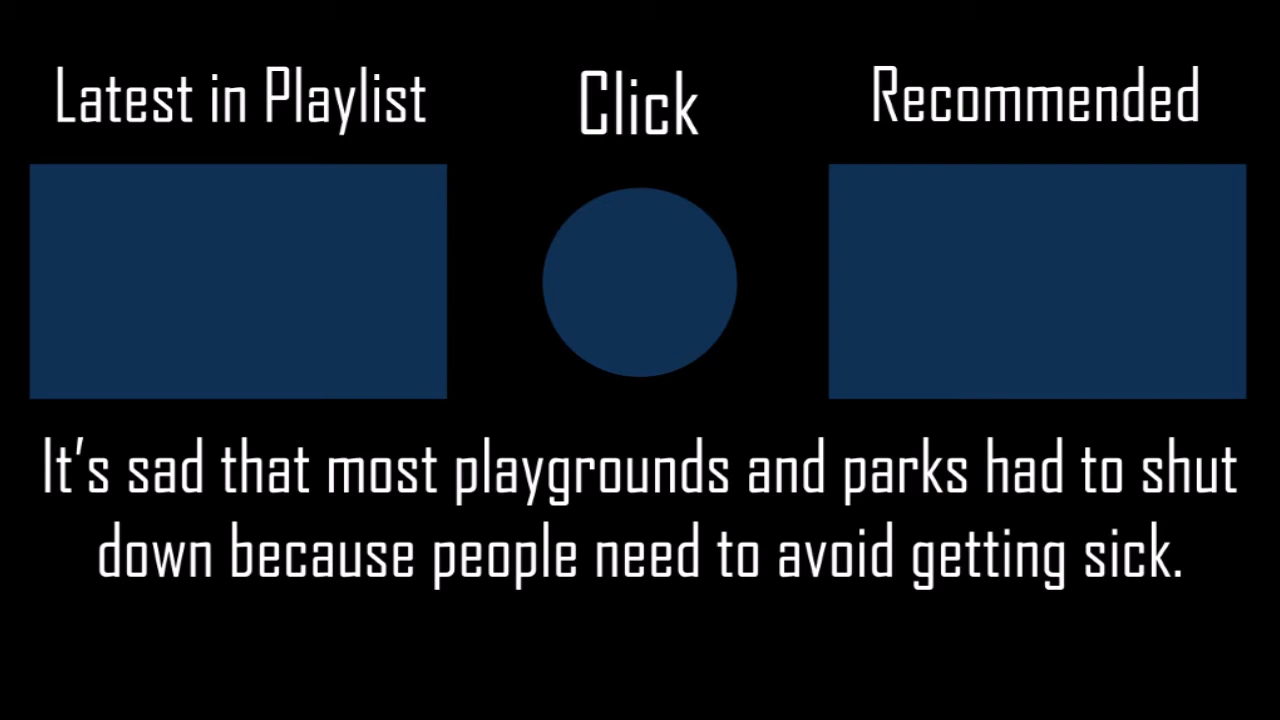 Latest in Playlist
Click
Recommended
It's sad that most playgrounds and parks had to shut
down because people need to avoid getting sick.